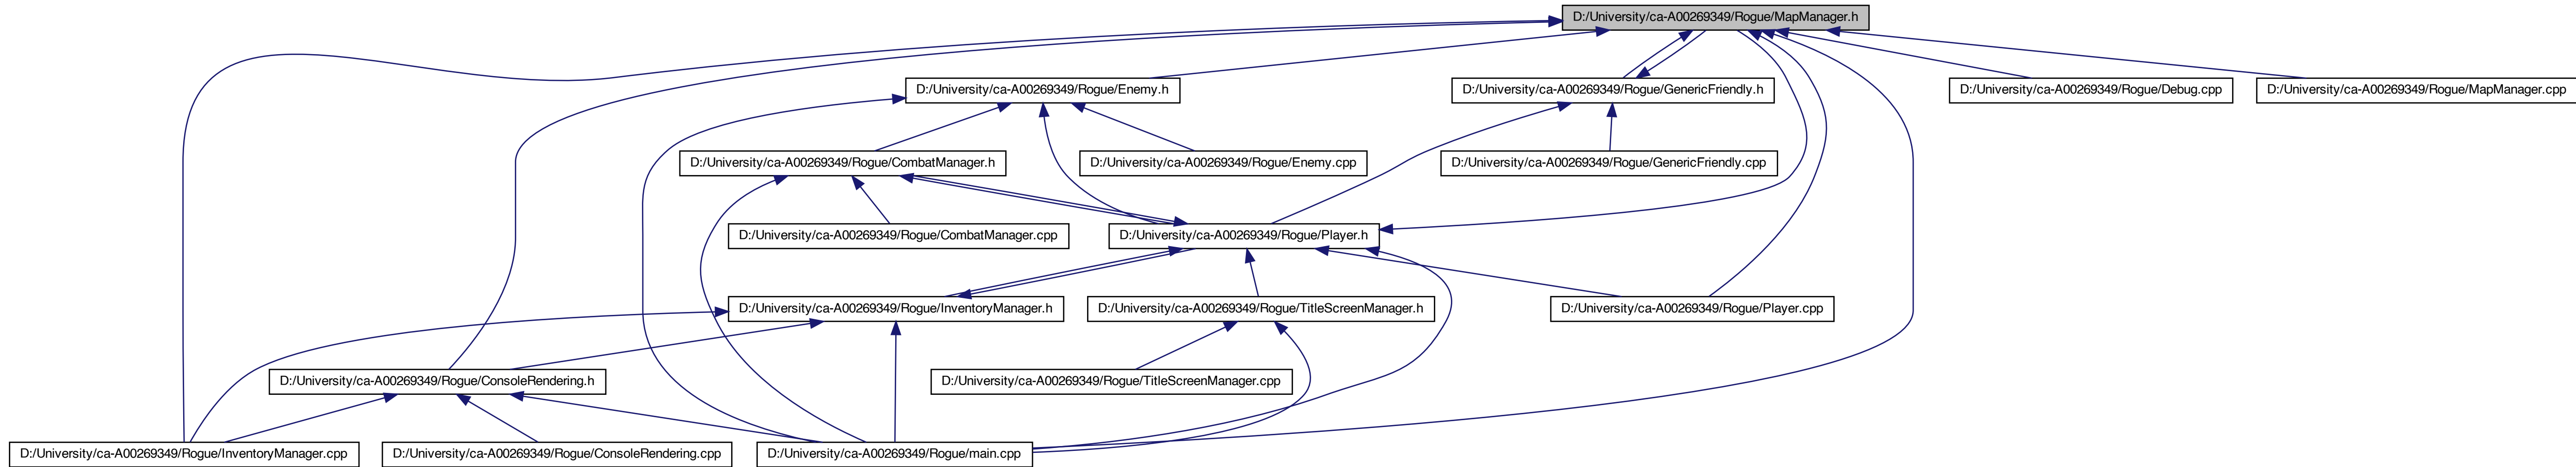 D:/University/ca-A00269349/Rogue/MapManager.h
D:/University/ca-A00269349/Rogue/Enemy.h
D:/University/ca-A00269349/Rogue/GenericFriendly.h
D:/University/ca-A00269349/Rogue/Debug.cpp
D:/University/ca-A00269349/Rogue/MapManager.cpp
D:/University/ca-A00269349/Rogue/CombatManager.h
D:/University/ca-A00269349/Rogue/Enemy.cpp
D:/University/ca-A00269349/Rogue/GenericFriendly.cpp
D:/University/ca-A00269349/Rogue/CombatManager.cpp
D:/University/ca-A00269349/Rogue/Player.h
D:/University/ca-A00269349/Rogue/InventoryManager.h
D:/University/ca-A00269349/Rogue/TitleScreenManager.h
D:/University/ca-A00269349/Rogue/Player.cpp
D:/University/ca-A00269349/Rogue/ConsoleRendering.h
D:/University/ca-A00269349/Rogue/TitleScreenManager.cpp
D:/University/ca-A00269349/Rogue/InventoryManager.cpp
D:/University/ca-A00269349/Rogue/ConsoleRendering.cpp
D:/University/ca-A00269349/Rogue/main.cpp